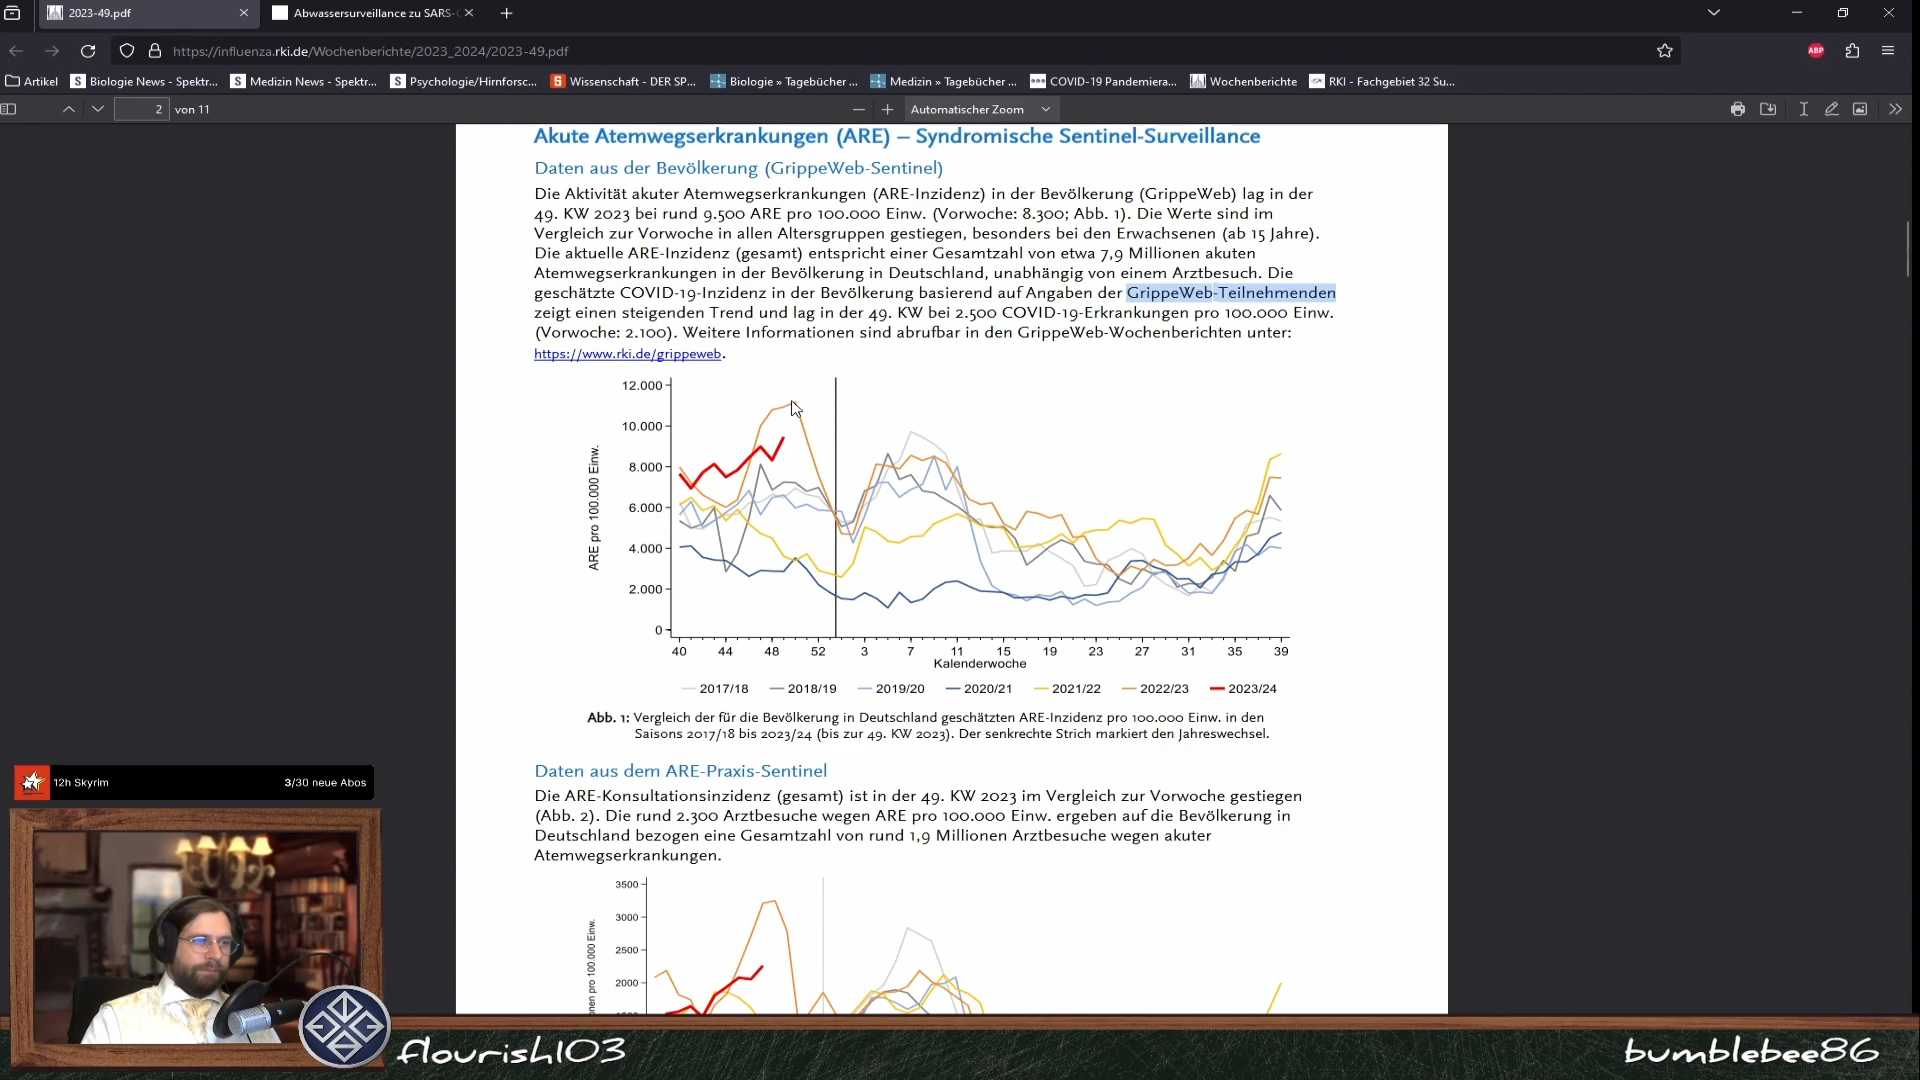 2023-49.pdf
Abwassersurveillance zu SARS-C
https://influenza.rki.de/Wochenberichte/2023_2024/2023-49.pdf
ABP
Artikel
Biologie News - Spektr...
Medizin News - Spektr...
Psychologie/Hirnforsc...
Wissenschaft - DER SP...
Biologie » Tagebücher ...
Medizin » Tagebücher ...
COVID-19 Pandemiera...
Wochenberichte
RKI - Fachgebiet 32 Su...
2 von 11
Automatischer Zoom
Akute Atemwegserkrankungen (ARE) – Syndromische Sentinel-Surveillance
Daten aus der Bevölkerung (GrippeWeb-Sentinel)
Die Aktivität akuter Atemwegserkrankungen (ARE-Inzidenz) in der Bevölkerung (GrippeWeb) lag in der
49. KW 2023 bei rund 9.500 ARE pro 100.000 Einw. (Vorwoche: 8.300; Abb. 1). Die Werte sind im
Vergleich zur Vorwoche in allen Altersgruppen gestiegen, besonders bei den Erwachsenen (ab 15 Jahre).
Die aktuelle ARE-Inzidenz (gesamt) entspricht einer Gesamtzahl von etwa 7,9 Millionen akuten
Atemwegserkrankungen in der Bevölkerung in Deutschland, unabhängig von einem Arztbesuch. Die
geschätzte COVID-19-Inzidenz in der Bevölkerung basierend auf Angaben der GrippeWeb-Teilnehmenden
zeigt einen steigenden Trend und lag in der 49. KW bei 2.500 COVID-19-Erkrankungen pro 100.000 Einw.
(Vorwoche: 2.100). Weitere Informationen sind abrufbar in den GrippeWeb-Wochenberichten unter:
https://www.rki.de/grippeweb.
12.000
10.000
8.000
6.000
4.000
2.000
0
ARE pro 100.000 Einw.
40 44 48 52 3 7 11 15 19 23 27 31 35 39
Kalenderwoche
2017/18 2018/19 2019/20 2020/21 2021/22 2022/23 2023/24
Abb. 1: Vergleich der für die Bevölkerung in Deutschland geschätzten ARE-Inzidenz pro 100.000 Einw. in den
Saisons 2017/18 bis 2023/24 (bis zur 49. KW 2023). Der senkrechte Strich markiert den Jahreswechsel.
Daten aus dem ARE-Praxis-Sentinel
Die ARE-Konsultationsinzidenz (gesamt) ist in der 49. KW 2023 im Vergleich zur Vorwoche gestiegen
(Abb. 2). Die rund 2.300 Arztbesuche wegen ARE pro 100.000 Einw. ergeben auf die Bevölkerung in
Deutschland bezogen eine Gesamtzahl von rund 1,9 Millionen Arztbesuche wegen akuter
Atemwegserkrankungen.
3500
3000
2500
2000
onen pro 100.000 Einw.
12h Skyrim 3/30 neue Abos
flourish103
bumblebee86